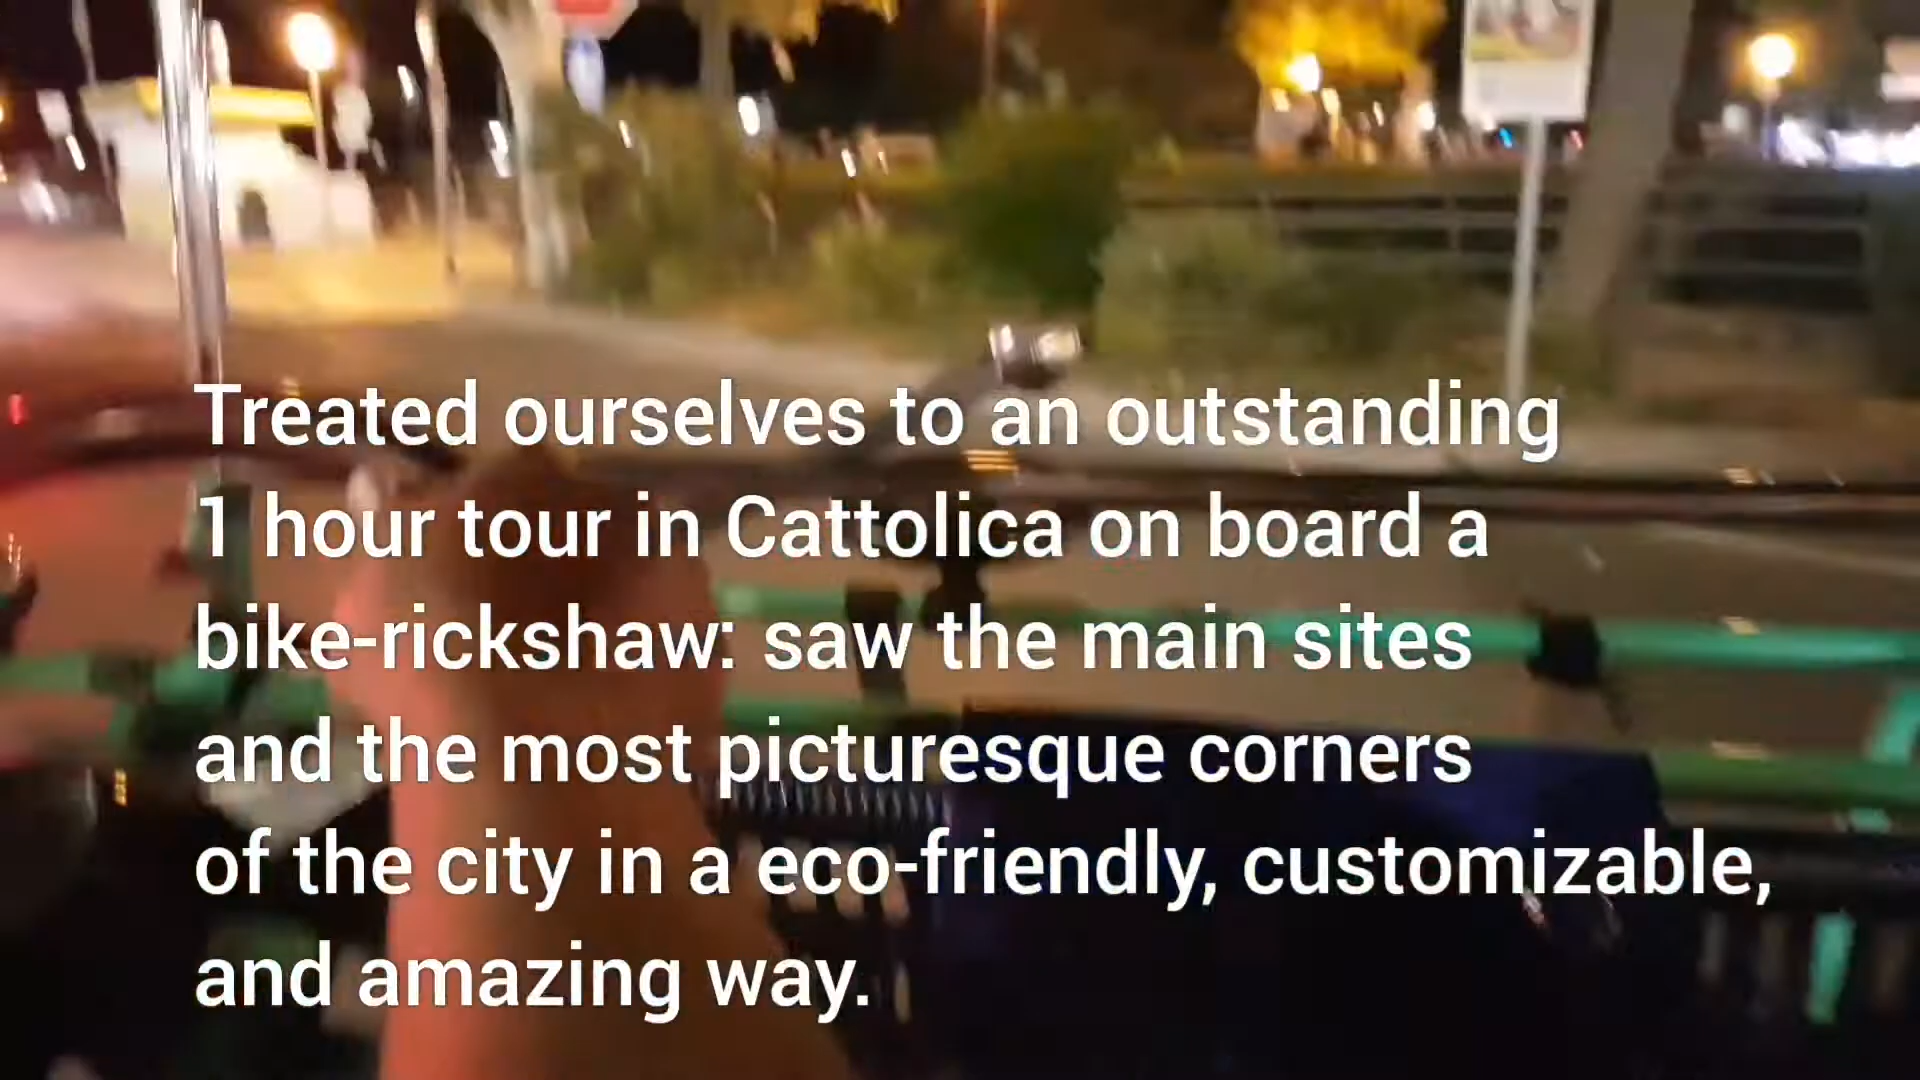 Treated ourselves to an outstanding
1 hour tour in Cattolica on board a
bike-rickshaw: saw the main sites
and the most picturesque corners
of the city in a eco-friendly, customizable,
and amazing way.